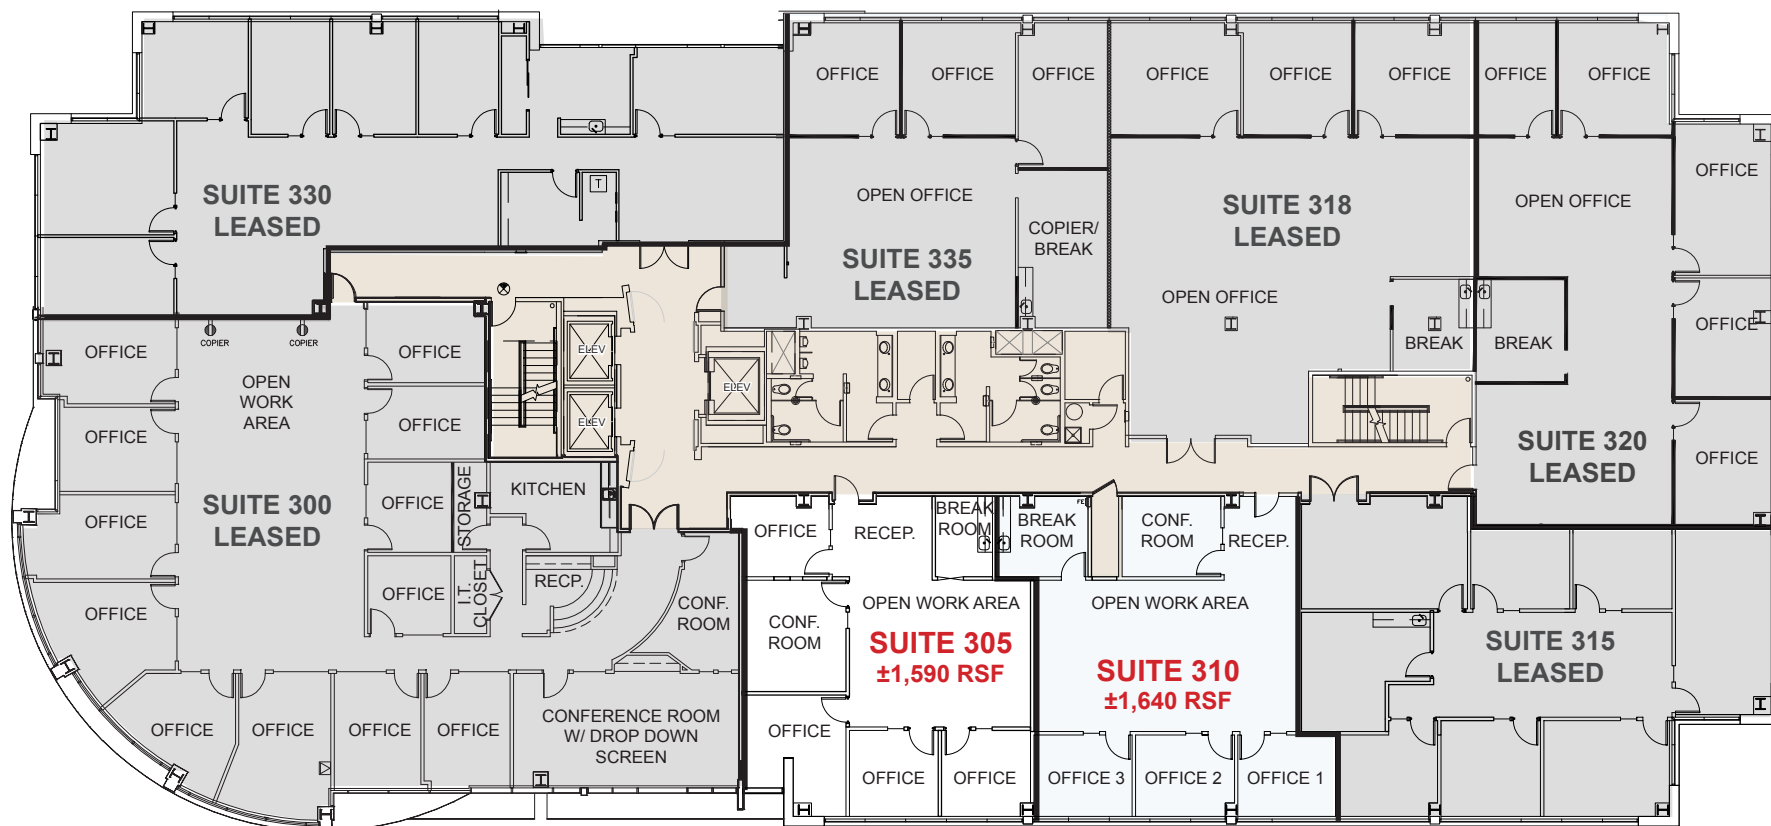 OFFICE
OFFICE
OFFICE
OFFICE
OFFICE
OFFICE
OFFICE
OFFICE
SUITE 330
LEASED
T
OPEN OFFICE
COPIER/
BREAK
SUITE 335
LEASED
SUITE 318
LEASED
OPEN OFFICE
BREAK
OPEN OFFICE
OFFICE
OFFICE
OFFICE
BREAK
SUITE 320
LEASED
COPIER
COPIER
OFFICE
OFFICE
OFFICE
OFFICE
OPEN
WORK
AREA
OFFICE
OFFICE
OFFICE
SUITE 300
LEASED
STORAGE
KITCHEN
ELEV
ELEV
ELEV
OFFICE
I.T.
CLOSET
RECP.
CONF.
ROOM
OFFICE
OFFICE
OFFICE
OFFICE
CONFERENCE ROOM
W/ DROP DOWN
SCREEN
OFFICE
RECEP.
BREAK
ROOM
CONF.
ROOM
OPEN WORK AREA
SUITE 305
±1,590 RSF
OFFICE
OFFICE
OFFICE
BREAK
ROOM
FE
CONF.
ROOM
RECEP.
OPEN WORK AREA
SUITE 310
±1,640 RSF
OFFICE 3
OFFICE 2
OFFICE 1
SUITE 315
LEASED